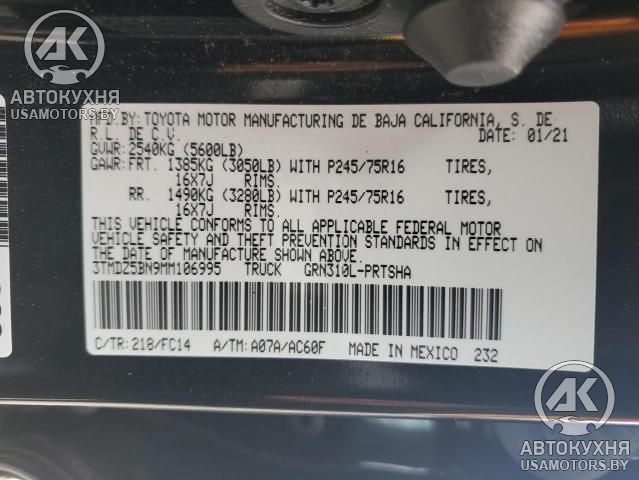 AK
АВТОКУХНЯ
USAMOTORS.BY
BY: TOYOTA MOTOR MANUFACTURING DE BAJA CALIFORNIA, S. DE
R.L. DE C.V. DATE: 01/21
GVWR: 2540KG (5600LB)
GAWR: FRT. 1385KG (3050LB) WITH P245/75R16 TIRES,
16X7J RIMS.
RR. 1490KG (3280LB) WITH P245/75R16 TIRES,
16X7J RIMS.
THIS VEHICLE CONFORMS TO ALL APPLICABLE FEDERAL MOTOR
VEHICLE SAFETY AND THEFT PREVENTION STANDARDS IN EFFECT ON
THE DATE OF MANUFACTURE SHOWN ABOVE.
3TMDZ5BN9MM106995 TRUCK GRN310L-PRTSHA
C/TR: 218/FC14 A/TM: A07A/AC60F MADE IN MEXICO 232
AK
АВТОКУХНЯ
USAMOTORS.BY